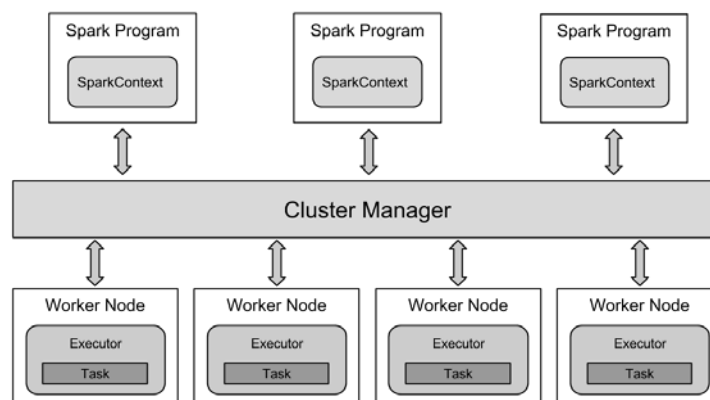 Spark Program
SparkContext
Spark Program
SparkContext
Spark Program
SparkContext
Cluster Manager
Worker Node
Executor
Task
Worker Node
Executor
Task
Worker Node
Executor
Task
Worker Node
Executor
Task